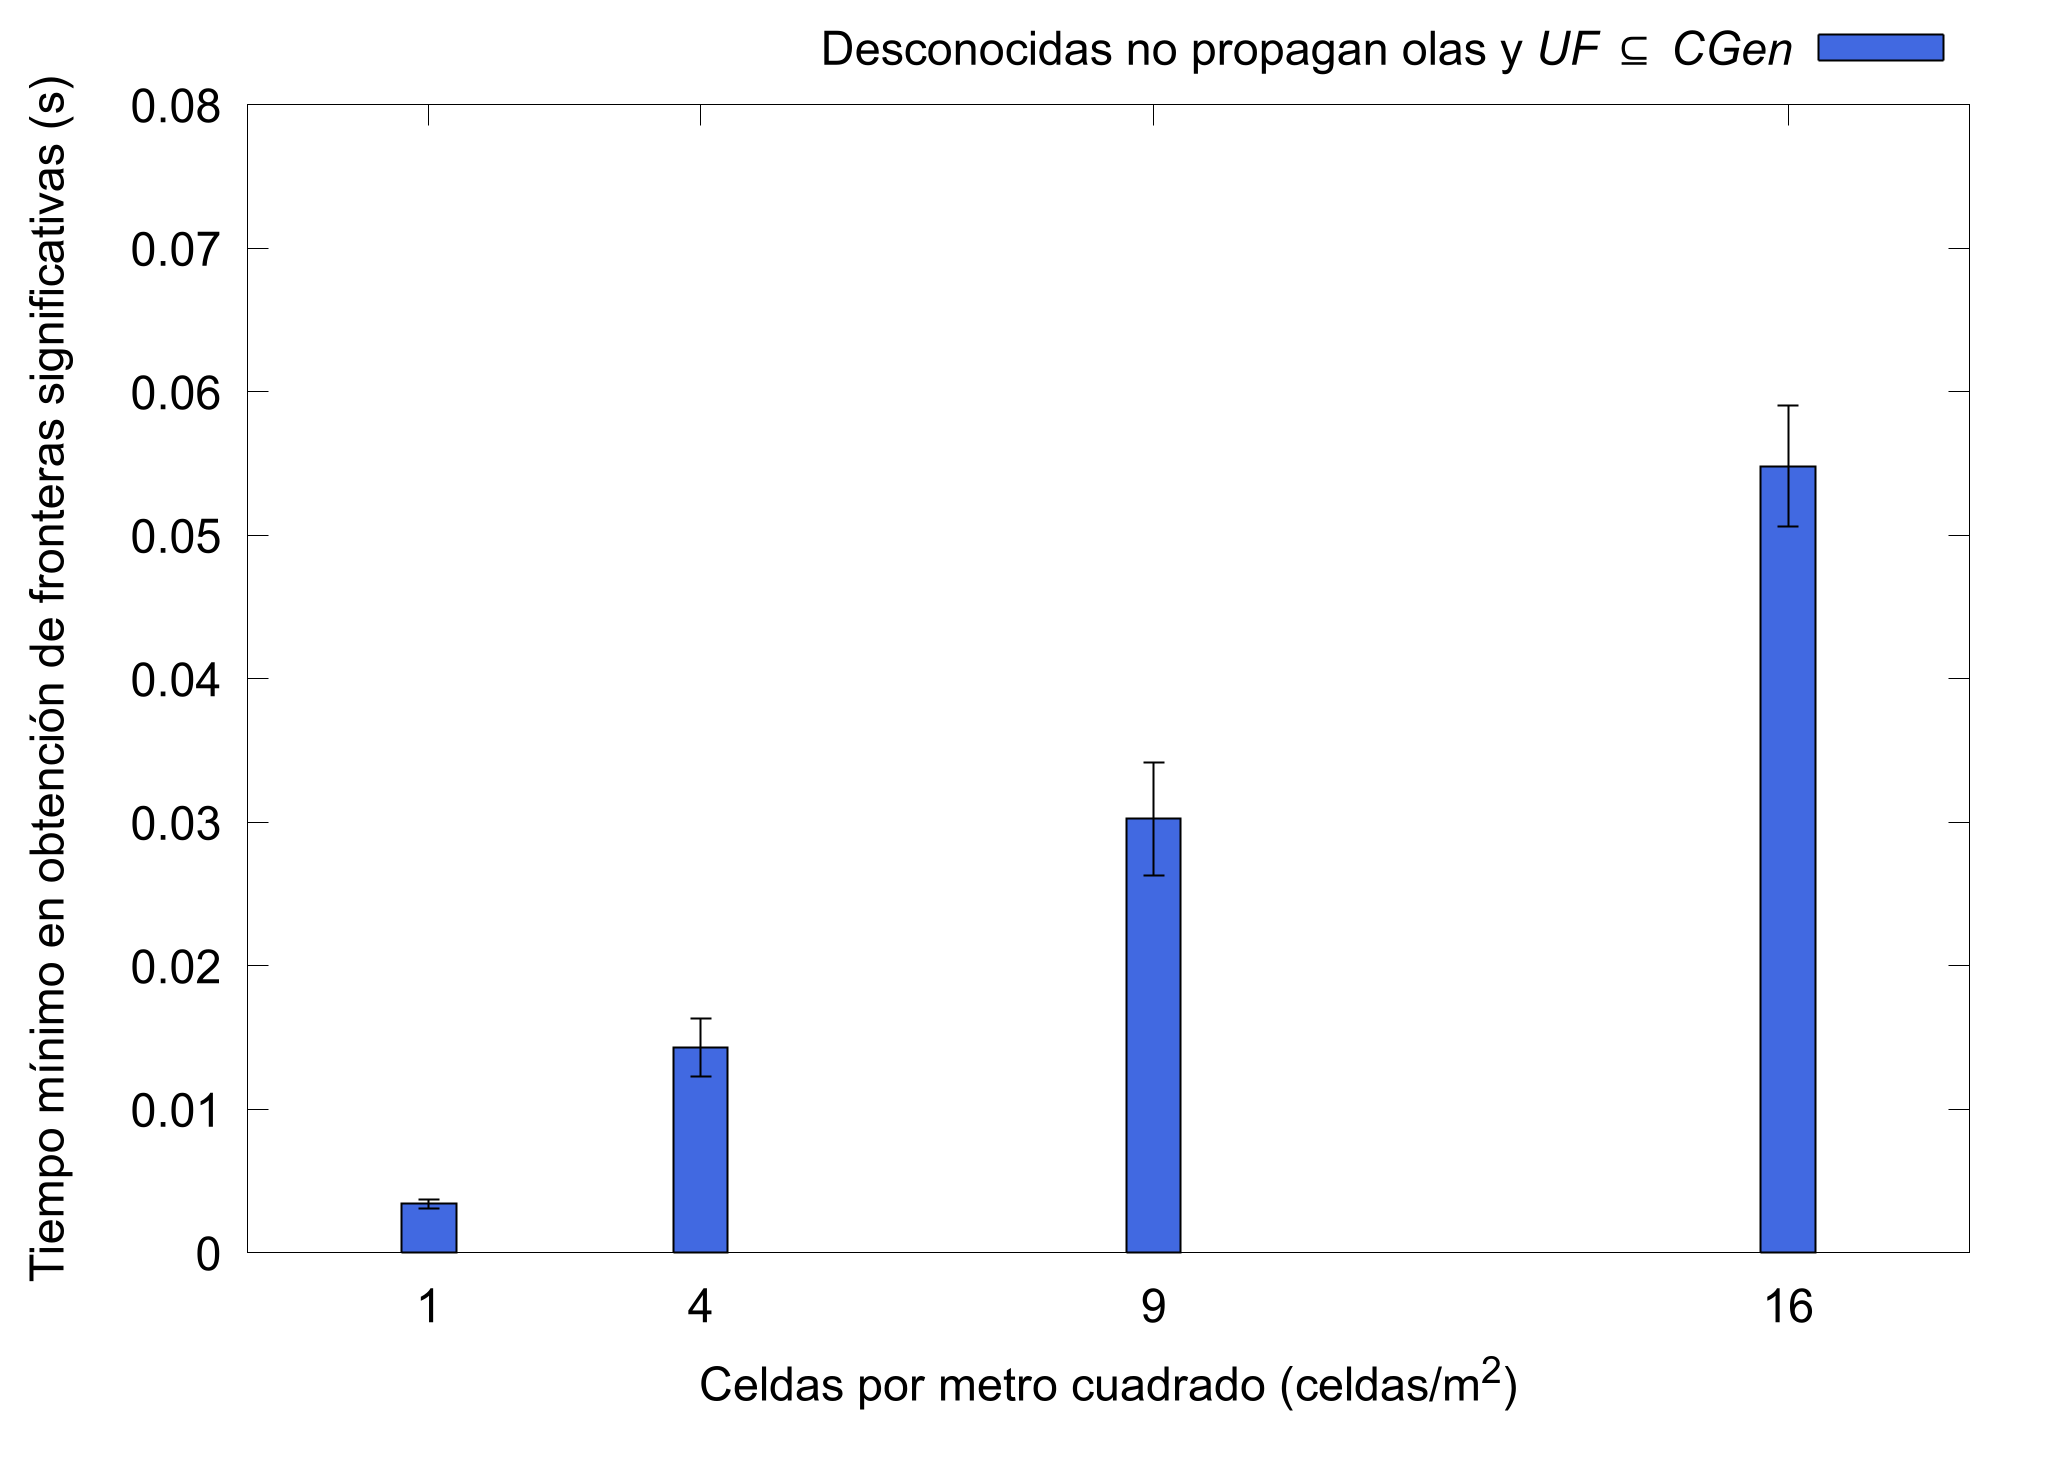 Desconocidas no propagan olas y UF ⊆ CGen
Tiempo mínimo en obtención de fronteras significativas (s)
0.08
0.07
0.06
0.05
0.04
0.03
0.02
0.01
0
1 4 9 16
Celdas por metro cuadrado (celdas/m²)